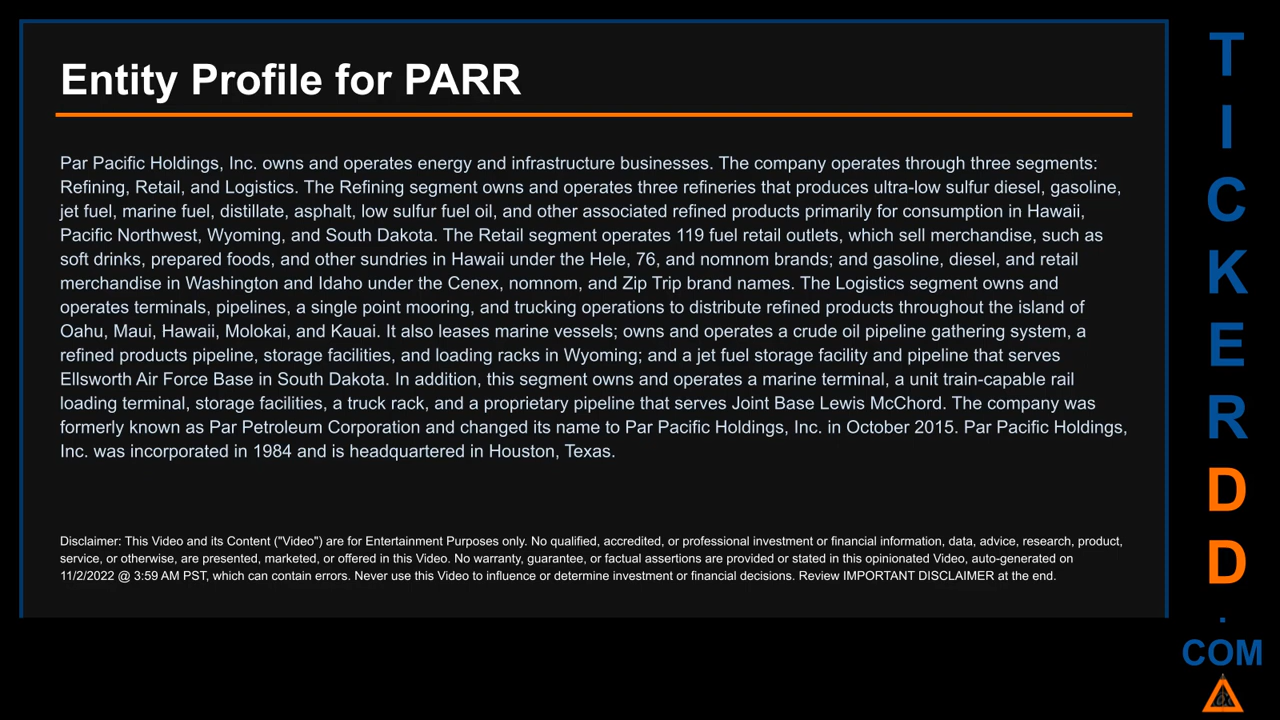 Entity Profile for PARR
Par Pacific Holdings, Inc. owns and operates energy and infrastructure businesses. The company operates through three segments:
Refining, Retail, and Logistics. The Refining segment owns and operates three refineries that produces ultra-low sulfur diesel, gasoline,
jet fuel, marine fuel, distillate, asphalt, low sulfur fuel oil, and other associated refined products primarily for consumption in Hawaii,
Pacific Northwest, Wyoming, and South Dakota. The Retail segment operates 119 fuel retail outlets, which sell merchandise, such as
soft drinks, prepared foods, and other sundries in Hawaii under the Hele, 76, and nomnom brands; and gasoline, diesel, and retail
merchandise in Washington and Idaho under the Cenex, nomnom, and Zip Trip brand names. The Logistics segment owns and
operates terminals, pipelines, a single point mooring, and trucking operations to distribute refined products throughout the island of
Oahu, Maui, Hawaii, Molokai, and Kauai. It also leases marine vessels; owns and operates a crude oil pipeline gathering system, a
refined products pipeline, storage facilities, and loading racks in Wyoming; and a jet fuel storage facility and pipeline that serves
Ellsworth Air Force Base in South Dakota. In addition, this segment owns and operates a marine terminal, a unit train-capable rail
loading terminal, storage facilities, a truck rack, and a proprietary pipeline that serves Joint Base Lewis McChord. The company was
formerly known as Par Petroleum Corporation and changed its name to Par Pacific Holdings, Inc. in October 2015. Par Pacific Holdings,
Inc. was incorporated in 1984 and is headquartered in Houston, Texas.
Disclaimer: This Video and its Content ("Video") are for Entertainment Purposes only. No qualified, accredited, or professional investment or financial information, data, advice, research, product,
service, or otherwise, are presented, marketed, or offered in this Video. No warranty, guarantee, or factual assertions are provided or stated in this opinionated Video, auto-generated on
11/2/2022 @ 3:59 AM PST, which can contain errors. Never use this Video to influence or determine investment or financial decisions. Review IMPORTANT DISCLAIMER at the end.
T
I
C
K
E
R
D
D
.
COM